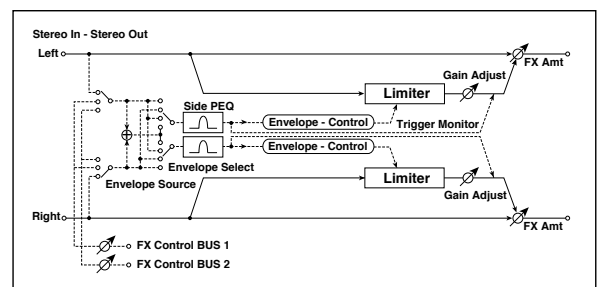 Stereo In - Stereo Out
Left
FX Amt
Gain Adjust
Limiter
Side PEQ
Envelope - Control
Trigger Monitor
Envelope - Control
Envelope Select
Envelope Source
Limiter
Gain Adjust
Right
FX Amt
FX Control BUS 1
FX Control BUS 2